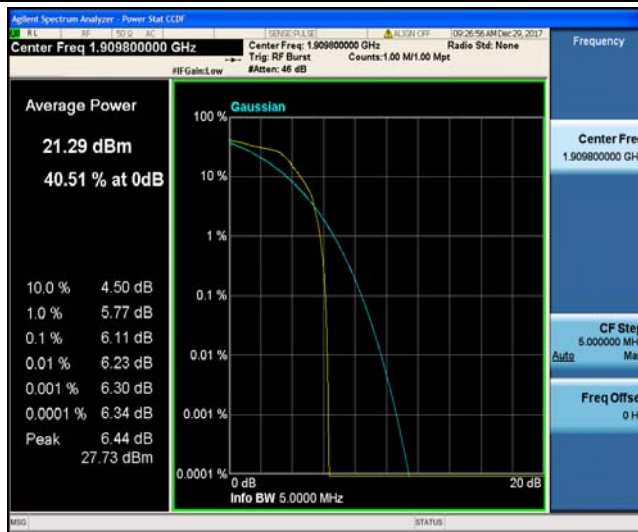 Agilent Spectrum Analyzer - Power Stat CCDF
RL RF 50 Ω AC SENSE:PULSE ALIGN OFF 09:26:56 AM Dec 29, 2017
Center Freq 1.909800000 GHz
Center Freq: 1.909800000 GHz Radio Std: None
Trig: RF Burst Counts:1.00 M/1.00 Mpt
#IFGain:Low #Atten: 46 dB
Frequency
Average Power
21.29 dBm
40.51 % at 0dB
10.0 % 4.50 dB
1.0 % 5.77 dB
0.1 % 6.11 dB
0.01 % 6.23 dB
0.001 % 6.30 dB
0.0001 % 6.34 dB
Peak 6.44 dB
27.73 dBm
Gaussian
100 %
10 %
1 %
0.1 %
0.01 %
0.001 %
0.0001 %
0 dB 20 dB
Info BW 5.0000 MHz
Center Fre
1.909800000 GH
CF Ste
5.000000 MH
Auto Ma
Freq Offse
0 H
MSG STATUS